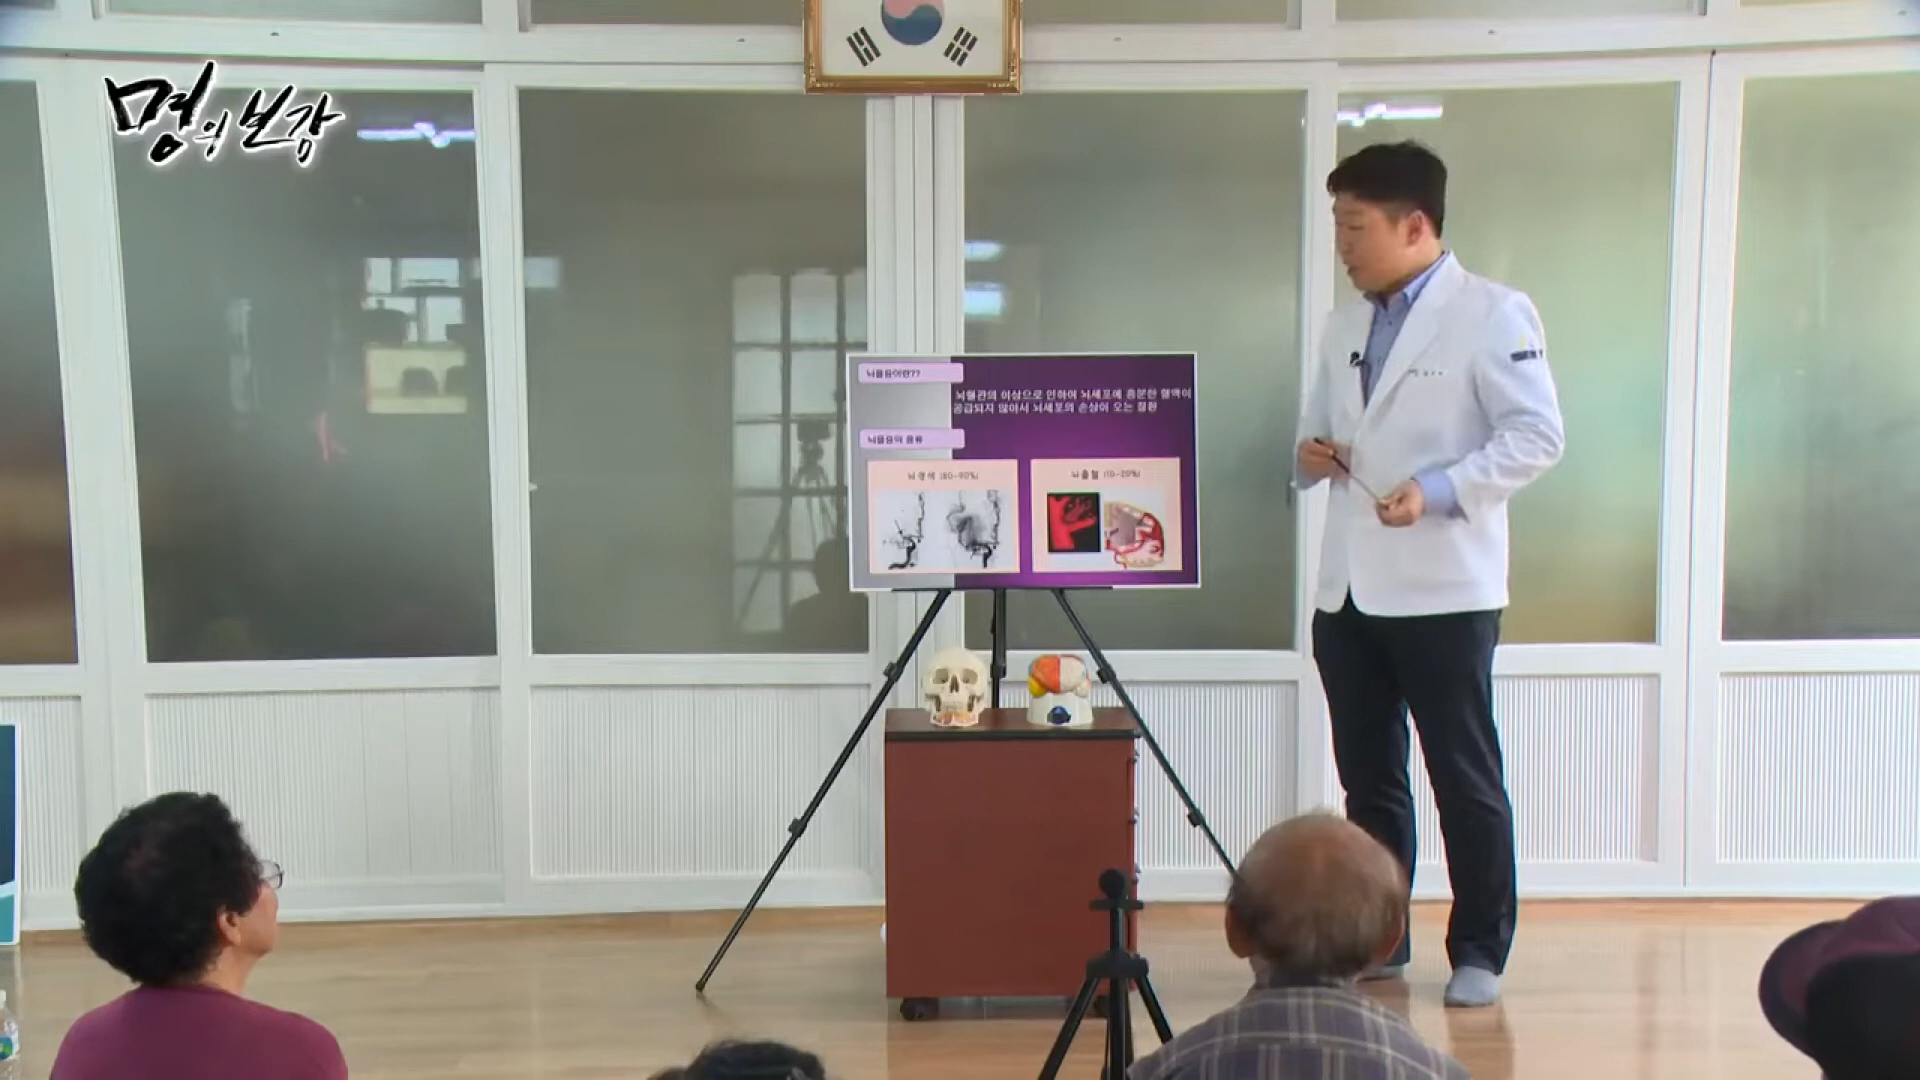 명의보감
뇌졸중이란??
뇌혈관의 이상으로 인하여 뇌세포에 충분한 혈액이
공급되지 않아서 뇌세포의 손상이 오는 질환
뇌졸중의 종류
뇌경색 (80~90%)
뇌출혈 (10~20%)